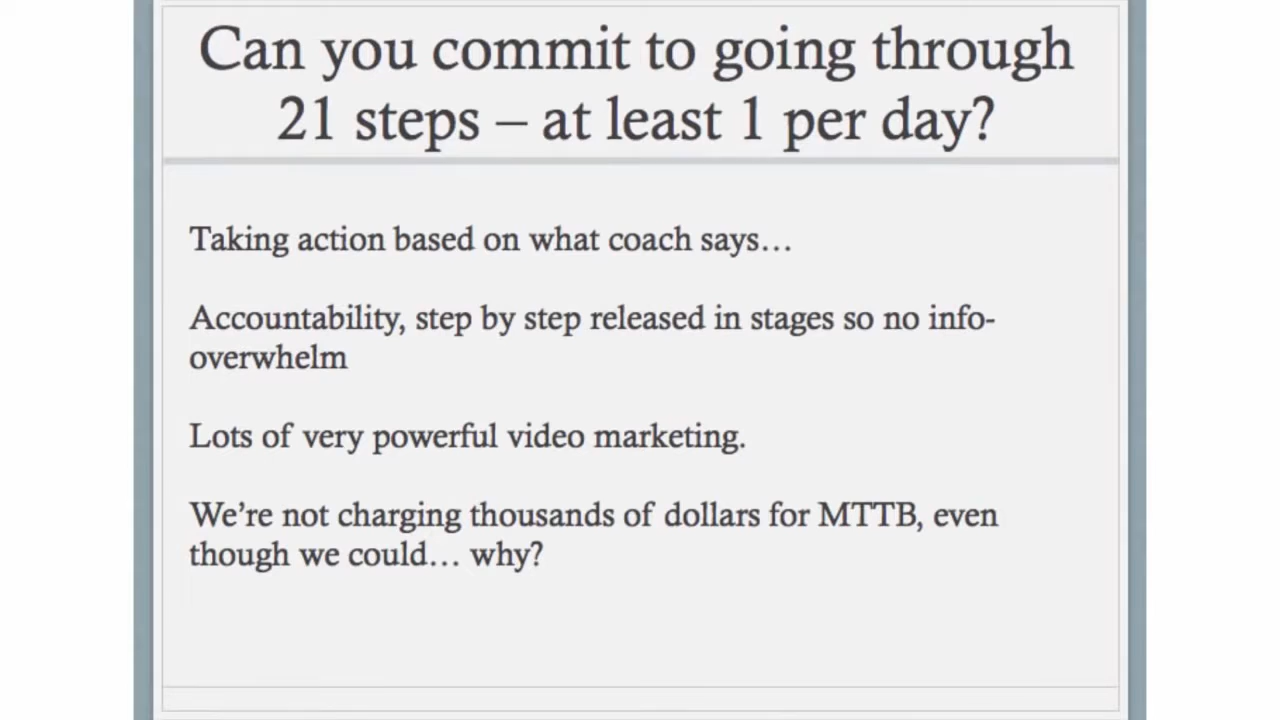 Can you commit to going through
21 steps – at least 1 per day?
Taking action based on what coach says…
Accountability, step by step released in stages so no info-
overwhelm
Lots of very powerful video marketing.
We’re not charging thousands of dollars for MTTB, even
though we could… why?